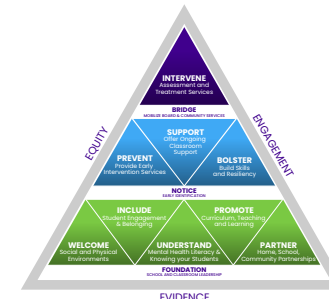 INTERVENE
Assessment and
Treatment Services
BRIDGE
MOBILIZE BOARD & COMMUNITY SERVICES
EQUITY
ENGAGEMENT
SUPPORT
Offer Ongoing
Classroom
Support
PREVENT
Provide Early
Intervention Services
BOLSTER
Build Skills
and Resiliency
NOTICE
EARLY IDENTIFICATION
INCLUDE
Student Engagement
& Belonging
PROMOTE
Curriculum, Teaching
and Learning
WELCOME
Social and Physical
Environments
UNDERSTAND
Mental Health Literacy &
Knowing your Students
PARTNER
Home, School,
Community Partnerships
FOUNDATION
SCHOOL AND CLASSROOM LEADERSHIP
EVIDENCE